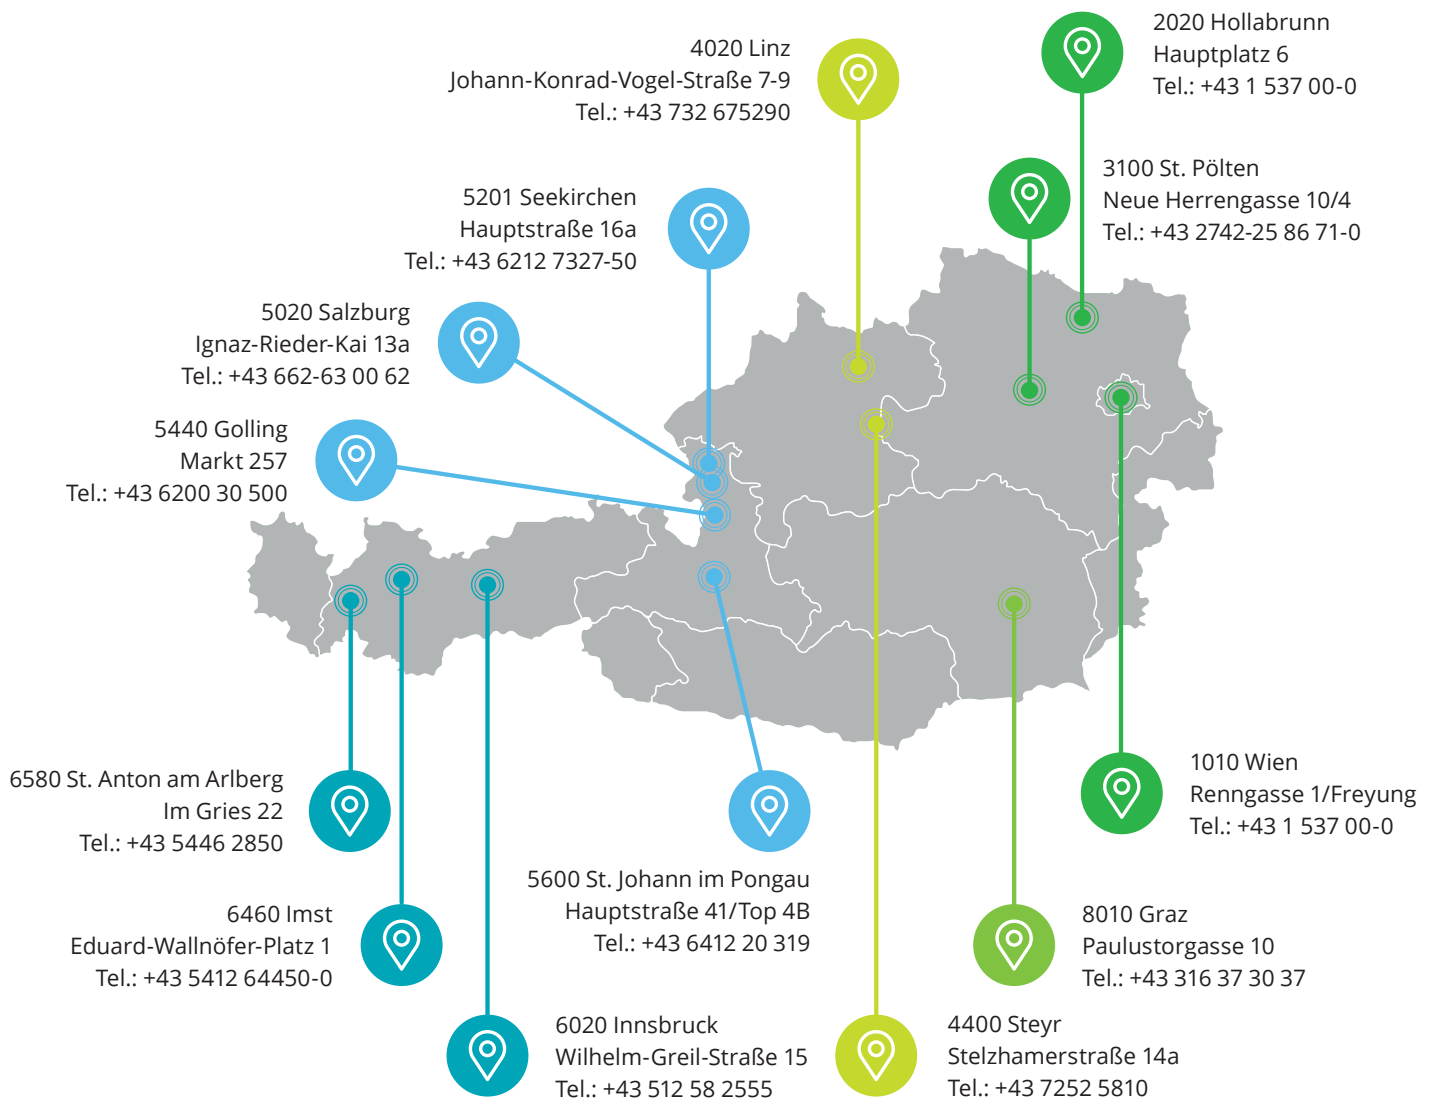 2020 Hollabrunn
Hauptplatz 6
Tel.: +43 1 537 00-0
4020 Linz
Johann-Konrad-Vogel-Straße 7-9
Tel.: +43 732 675290
3100 St. Pölten
Neue Herrengasse 10/4
Tel.: +43 2742-25 86 71-0
5201 Seekirchen
Hauptstraße 16a
Tel.: +43 6212 7327-50
5020 Salzburg
Ignaz-Rieder-Kai 13a
Tel.: +43 662-63 00 62
5440 Golling
Markt 257
Tel.: +43 6200 30 500
6580 St. Anton am Arlberg
Im Gries 22
Tel.: +43 5446 2850
1010 Wien
Renngasse 1/Freyung
Tel.: +43 1 537 00-0
5600 St. Johann im Pongau
Hauptstraße 41/Top 4B
Tel.: +43 6412 20 319
6460 Imst
Eduard-Wallnöfer-Platz 1
Tel.: +43 5412 64450-0
8010 Graz
Paulustorgasse 10
Tel.: +43 316 37 30 37
6020 Innsbruck
Wilhelm-Greil-Straße 15
Tel.: +43 512 58 2555
4400 Steyr
Stelzhamerstraße 14a
Tel.: +43 7252 5810